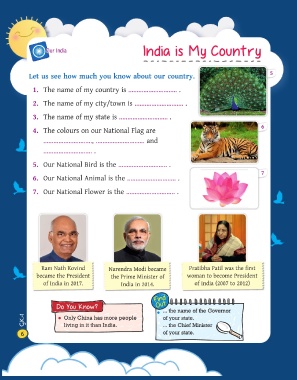 Our India
India is My Country
Let us see how much you know about our country.
1. The name of my country is ........................ .
2. The name of my city/town is ........................ .
3. The name of my state is ........................ .
4. The colours on our National Flag are
........................, ........................ and
........................ .
5. Our National Bird is the ........................ .
6. Our National Animal is the ........................ .
7. Our National Flower is the ........................ .
5
6
7
Ram Nath Kovind
became the President
of India in 2017.
Narendra Modi became
the Prime Minister of
India in 2014.
Pratibha Patil was the first
woman to become President
of India (2007 to 2012)
Do You Know?
• Only China has more people
living in it than India.
Find Out
... the name of the Governor
of your state.
... the Chief Minister
of your state.
GK-1
6